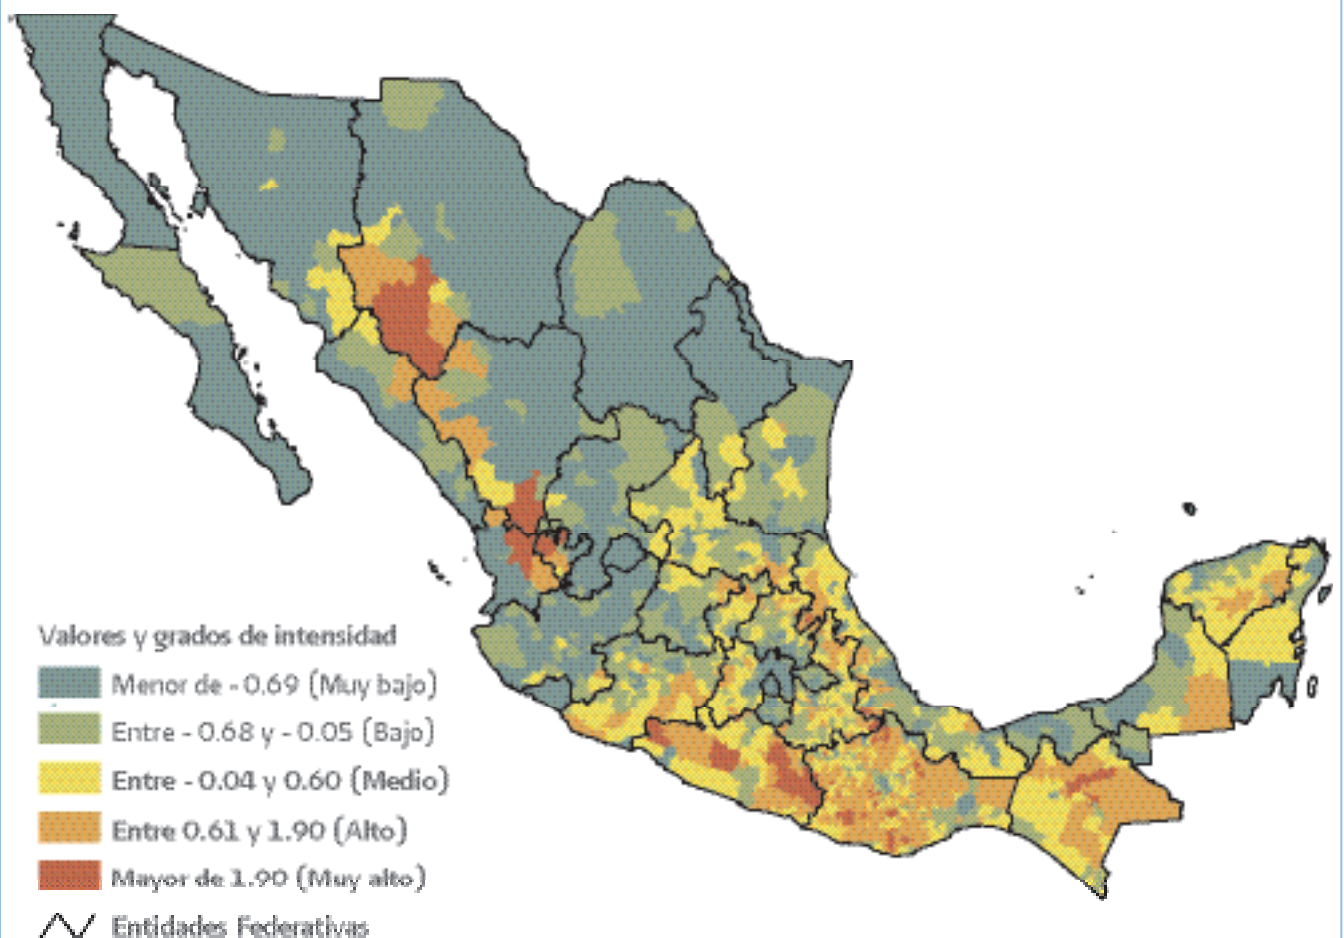 Valores y grados de intensidad
Menor de - 0.69 (Muy bajo)
Entre - 0.68 y - 0.05 (Bajo)
Entre - 0.04 y 0.60 (Medio)
Entre 0.61 y 1.90 (Alto)
Mayor de 1.90 (Muy alto)
Entidades Federativas